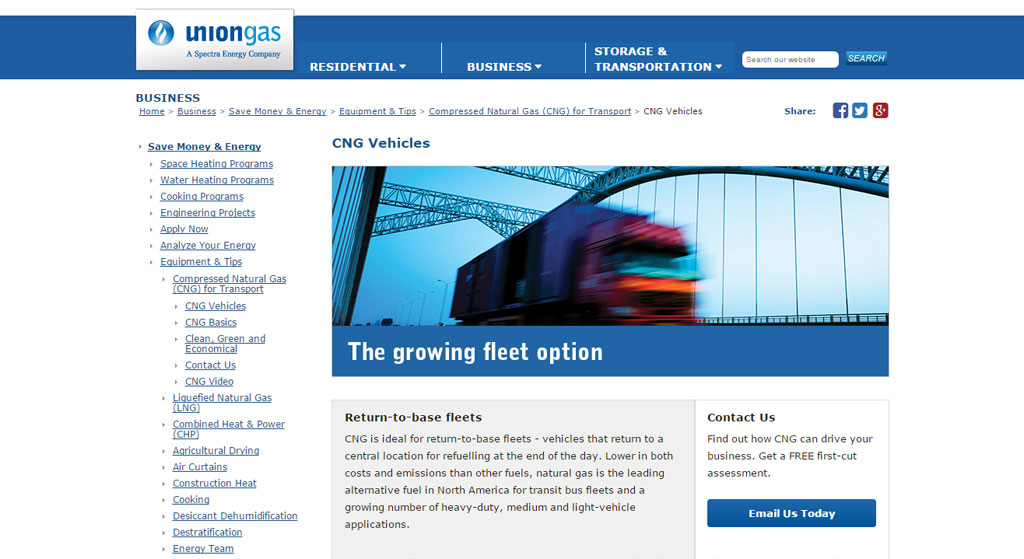 uniongas
A Spectra Energy Company
RESIDENTIAL
BUSINESS
STORAGE &
TRANSPORTATION
Search our website
SEARCH
BUSINESS
Home > Business > Save Money & Energy > Equipment & Tips > Compressed Natural Gas (CNG) for Transport > CNG Vehicles
Share:
Save Money & Energy
Space Heating Programs
Water Heating Programs
Cooking Programs
Engineering Projects
Apply Now
Analyze Your Energy
Equipment & Tips
Compressed Natural Gas
(CNG) for Transport
CNG Vehicles
CNG Basics
Clean, Green and
Economical
Contact Us
CNG Video
Liquefied Natural Gas
(LNG)
Combined Heat & Power
(CHP)
Agricultural Drying
Air Curtains
Construction Heat
Cooking
Desiccant Dehumidification
Destratification
Energy Team
CNG Vehicles
The growing fleet option
Return-to-base fleets
CNG is ideal for return-to-base fleets - vehicles that return to a
central location for refuelling at the end of the day. Lower in both
costs and emissions than other fuels, natural gas is the leading
alternative fuel in North America for transit bus fleets and a
growing number of heavy-duty, medium and light-vehicle
applications.
Contact Us
Find out how CNG can drive your
business. Get a FREE first-cut
assessment.
Email Us Today